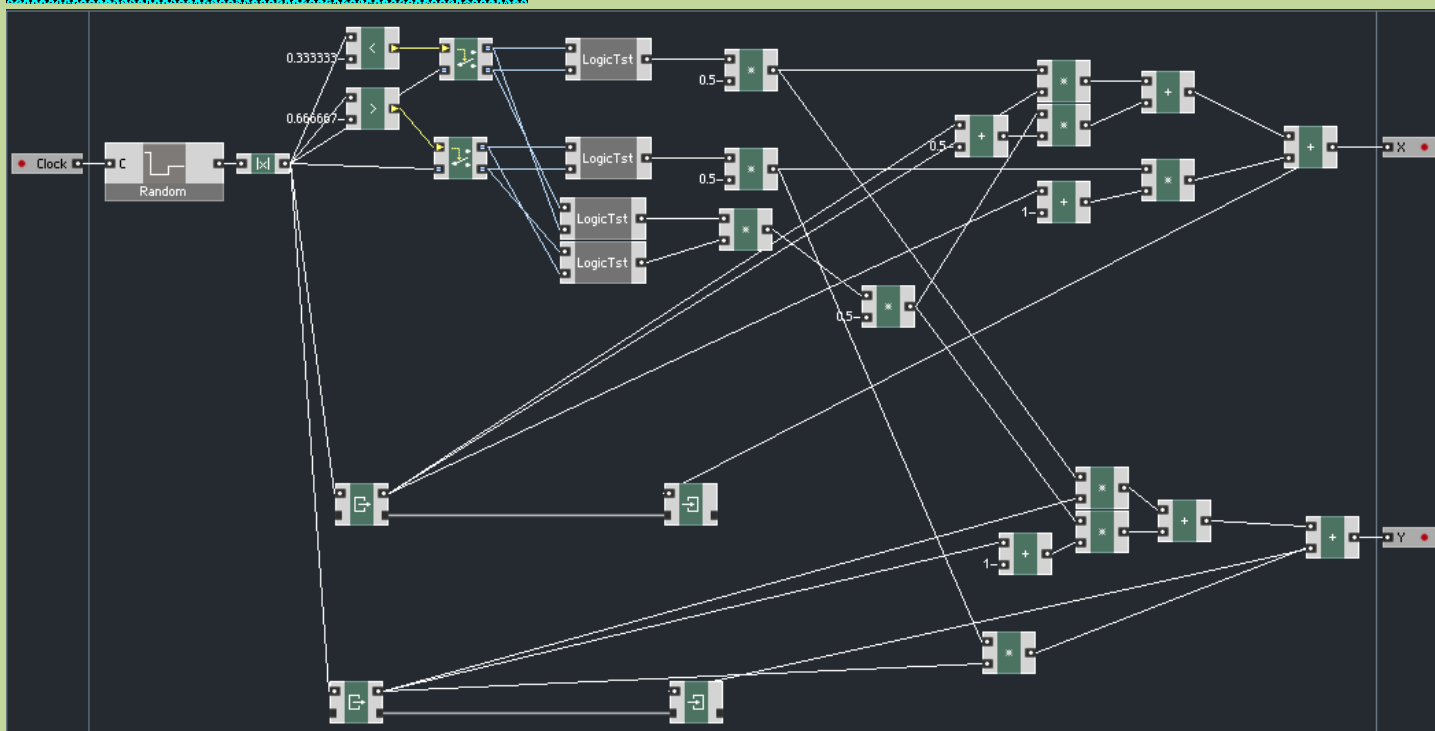 <
0.333333
LogicTst
0.5
*
*
+
>
0.666667
*
+
0.5
+
X
Clock
C
|x|
Random
LogicTst
0.5
*
*
1
+
LogicTst
LogicTst
*
0.5
*
*
*
+
+
1
+
Y
*